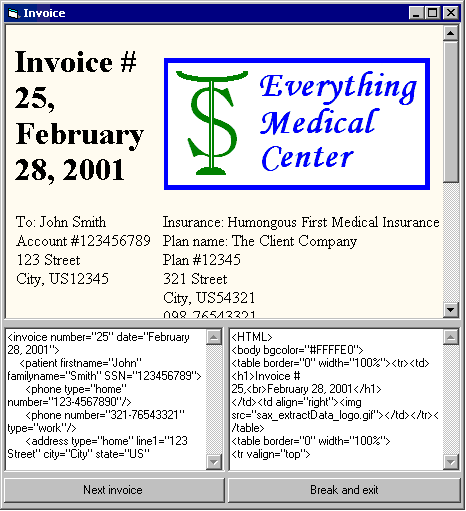 Invoice
Invoice #
25,
February
28, 2001
Everything
Medical
Center
To: John Smith
Account #123456789
123 Street
City, US12345
Insurance: Humongous First Medical Insurance
Plan name: The Client Company
Plan #12345
321 Street
City, US54321
098-76543321
<invoice number="25" date="February
28, 2001">
<patient firstname="John"
familyname="Smith" SSN="123456789">
<phone type="home"
number="123-4567890"/>
<phone number="321-76543321"
type="work"/>
<address type="home" line1="123
Street" city="City" state="US"
<HTML>
<body bgcolor="#FFFFE0">
<table border="0" width="100%"><tr><td>
<h1>Invoice #
25,<br>February 28, 2001</h1>
</td><td align="right"><img
src="sax_extractData_logo.gif"></td></tr><
/table>
<table border="0" width="100%">
<tr valign="top">
Next invoice
Break and exit